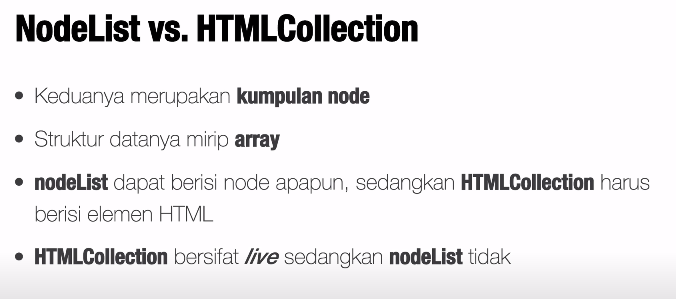 NodeList vs. HTMLCollection
• Keduanya merupakan kumpulan node
• Struktur datanya mirip array
• nodeList dapat berisi node apapun, sedangkan HTMLCollection harus
berisi elemen HTML
• HTMLCollection bersifat live sedangkan nodeList tidak